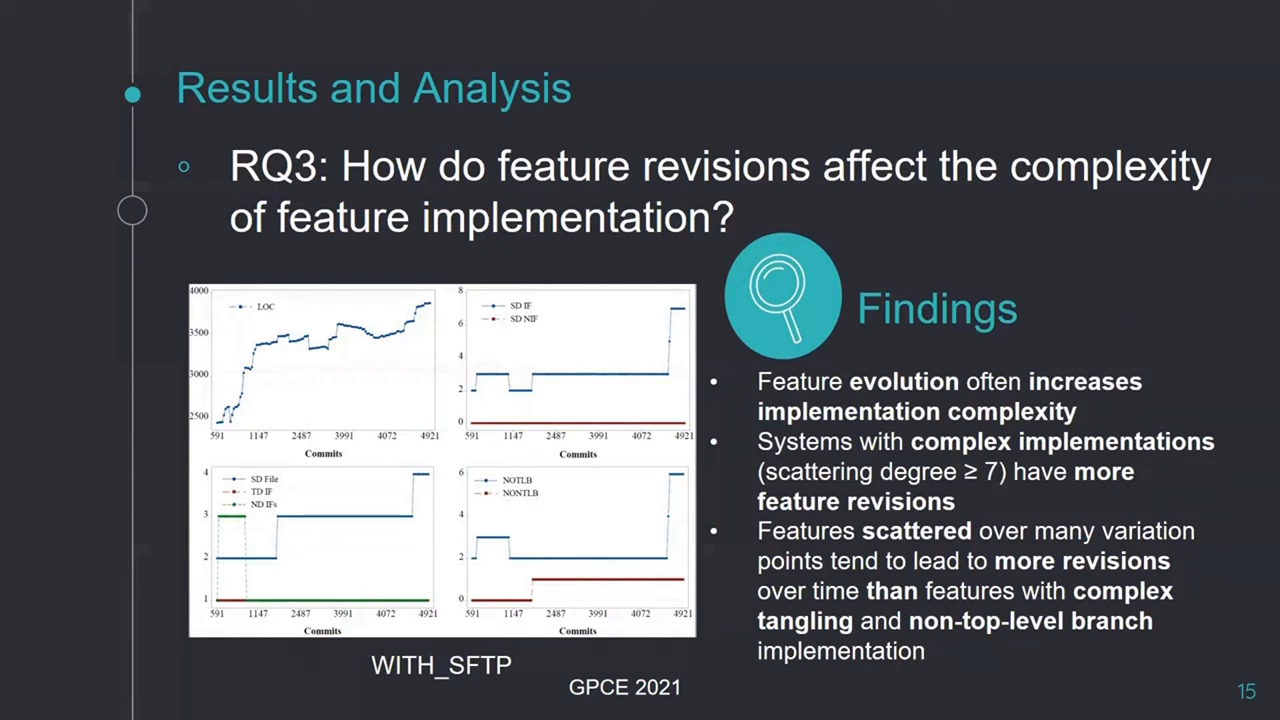 Results and Analysis
RQ3: How do feature revisions affect the complexity
of feature implementation?
4000
3500
3000
2500
LOC
591 1147 2487 3991 4072 4921
Commits
8
6
4
2
0
SD IF
SD NIF
591 1147 2487 3991 4072 4921
Commits
4
3
2
1
SD File
TD IF
ND IFs
591 1147 2487 3991 4072 4921
Commits
6
4
2
0
NOTLB
NONTLB
591 1147 2487 3991 4072 4921
Commits
WITH_SFTP
Findings
• Feature evolution often increases
implementation complexity
• Systems with complex implementations
(scattering degree ≥ 7) have more
feature revisions
• Features scattered over many variation
points tend to lead to more revisions
over time than features with complex
tangling and non-top-level branch
implementation
GPCE 2021
15